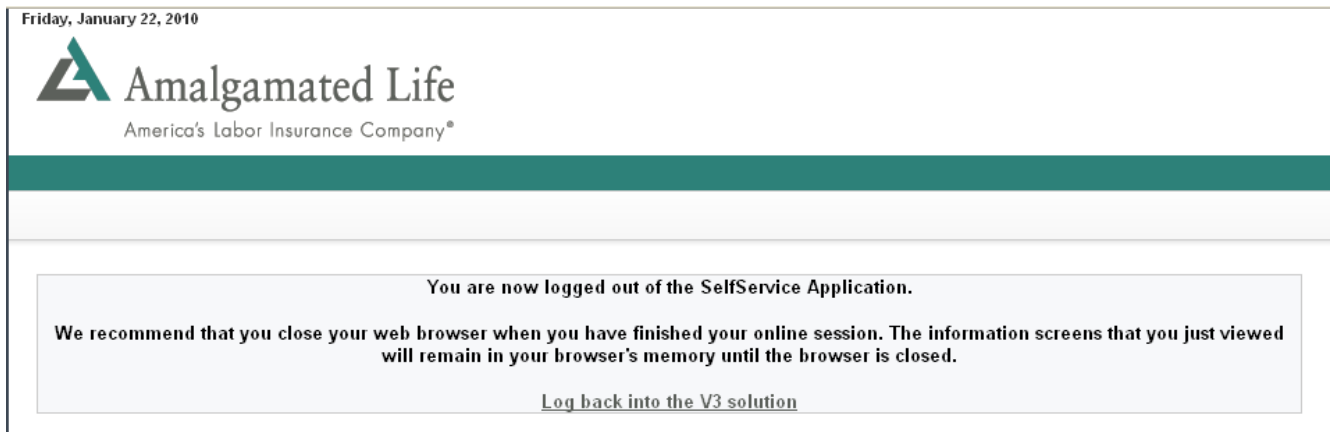 Friday, January 22, 2010
Amalgamated Life
America's Labor Insurance Company®
You are now logged out of the SelfService Application.
We recommend that you close your web browser when you have finished your online session. The information screens that you just viewed
will remain in your browser's memory until the browser is closed.
Log back into the V3 solution